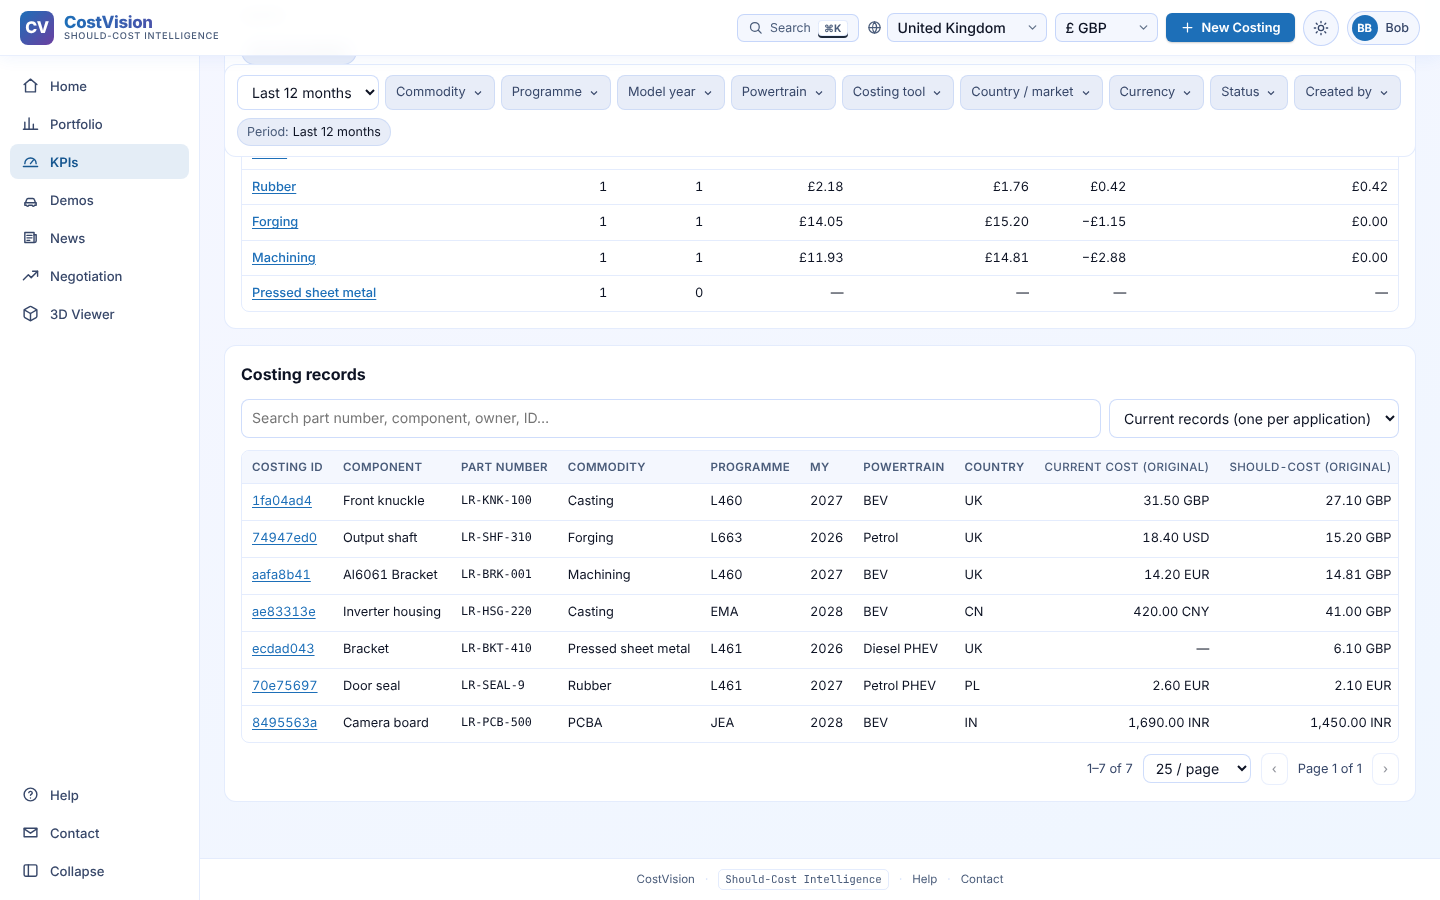 CV CostVision
SHOULD-COST INTELLIGENCE
Search ⌘K United Kingdom £ GBP + New Costing BB Bob
Home
Portfolio
KPIs
Demos
News
Negotiation
3D Viewer
Help
Contact
Collapse
Last 12 months Commodity Programme Model year Powertrain Costing tool Country / market Currency Status Created by
Period: Last 12 months
Rubber 1 1 £2.18 £1.76 £0.42 £0.42
Forging 1 1 £14.05 £15.20 −£1.15 £0.00
Machining 1 1 £11.93 £14.81 −£2.88 £0.00
Pressed sheet metal 1 0 — — — —
Costing records
Search part number, component, owner, ID... Current records (one per application)
COSTING ID COMPONENT PART NUMBER COMMODITY PROGRAMME MY POWERTRAIN COUNTRY CURRENT COST (ORIGINAL) SHOULD-COST (ORIGINAL)
1fa04ad4 Front knuckle LR-KNK-100 Casting L460 2027 BEV UK 31.50 GBP 27.10 GBP
74947ed0 Output shaft LR-SHF-310 Forging L663 2026 Petrol UK 18.40 USD 15.20 GBP
aafa8b41 Al6061 Bracket LR-BRK-001 Machining L460 2027 BEV UK 14.20 EUR 14.81 GBP
ae83313e Inverter housing LR-HSG-220 Casting EMA 2028 BEV CN 420.00 CNY 41.00 GBP
ecdad043 Bracket LR-BKT-410 Pressed sheet metal L461 2026 Diesel PHEV UK — 6.10 GBP
70e75697 Door seal LR-SEAL-9 Rubber L461 2027 Petrol PHEV PL 2.60 EUR 2.10 EUR
8495563a Camera board LR-PCB-500 PCBA JEA 2028 BEV IN 1,690.00 INR 1,450.00 INR
1–7 of 7 25 / page ‹ Page 1 of 1 ›
CostVision · Should-Cost Intelligence · Help · Contact